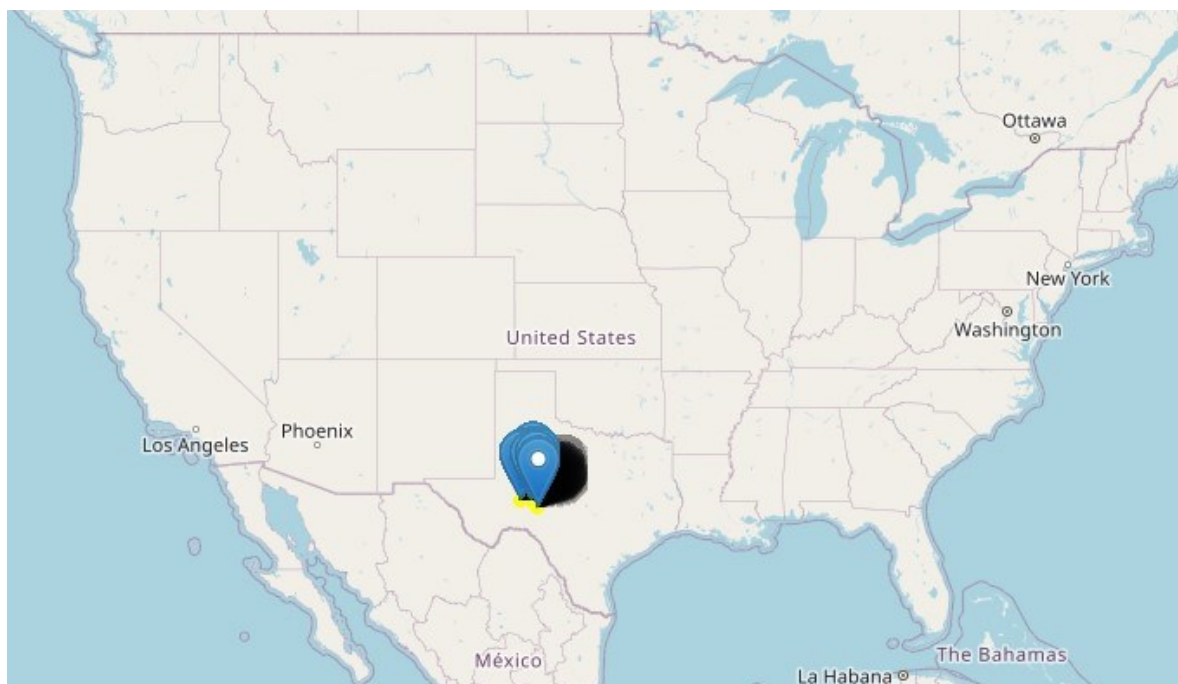 Ottawa
New York
Washington
United States
Phoenix
Los Angeles
México
The Bahamas
La Habana